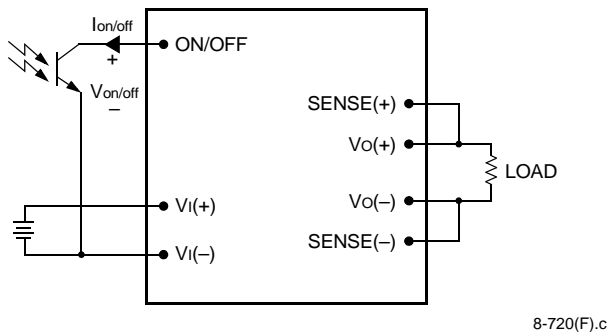 Ion/off
+
ON/OFF
Von/off
–
SENSE(+)
VO(+)
LOAD
VI(+)
VO(–)
VI(–)
SENSE(–)
8-720(F).c